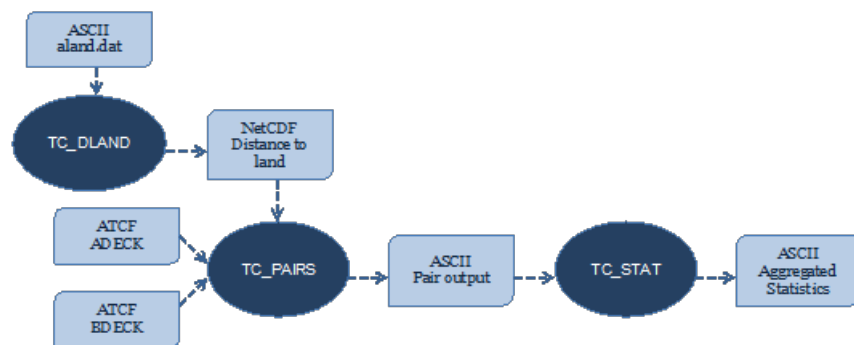 ASCII
aland.dat
TC_DLAND
NetCDF
Distance to
land
ATCF
ADECK
TC_PAIRS
ASCII
Pair output
TC_STAT
ASCII
Aggregated
Statistics
ATCF
BDECK